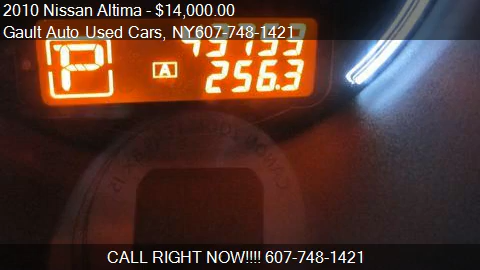 2010 Nissan Altima - $14,000.00
Gault Auto Used Cars, NY607-748-1421
P
A
256.3
CALL RIGHT NOW!!!! 607-748-1421